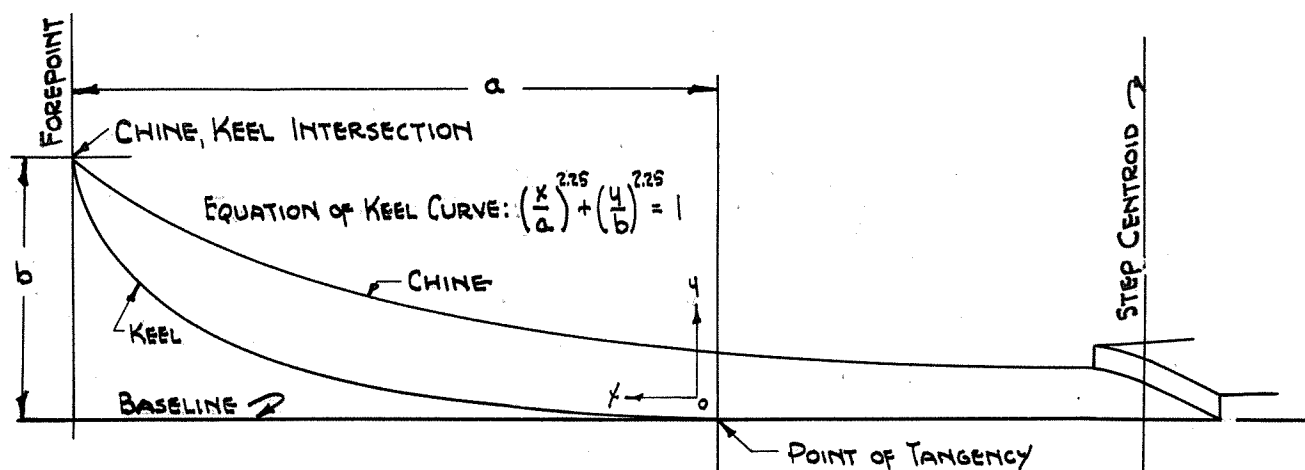 FOREPOINT
a
CHINE, KEEL INTERSECTION
EQUATION OF KEEL CURVE: (x/a)^2.25 + (y/b)^2.25 = 1
b
CHINE
KEEL
BASELINE
y
x
o
POINT OF TANGENCY
STEP CENTROID